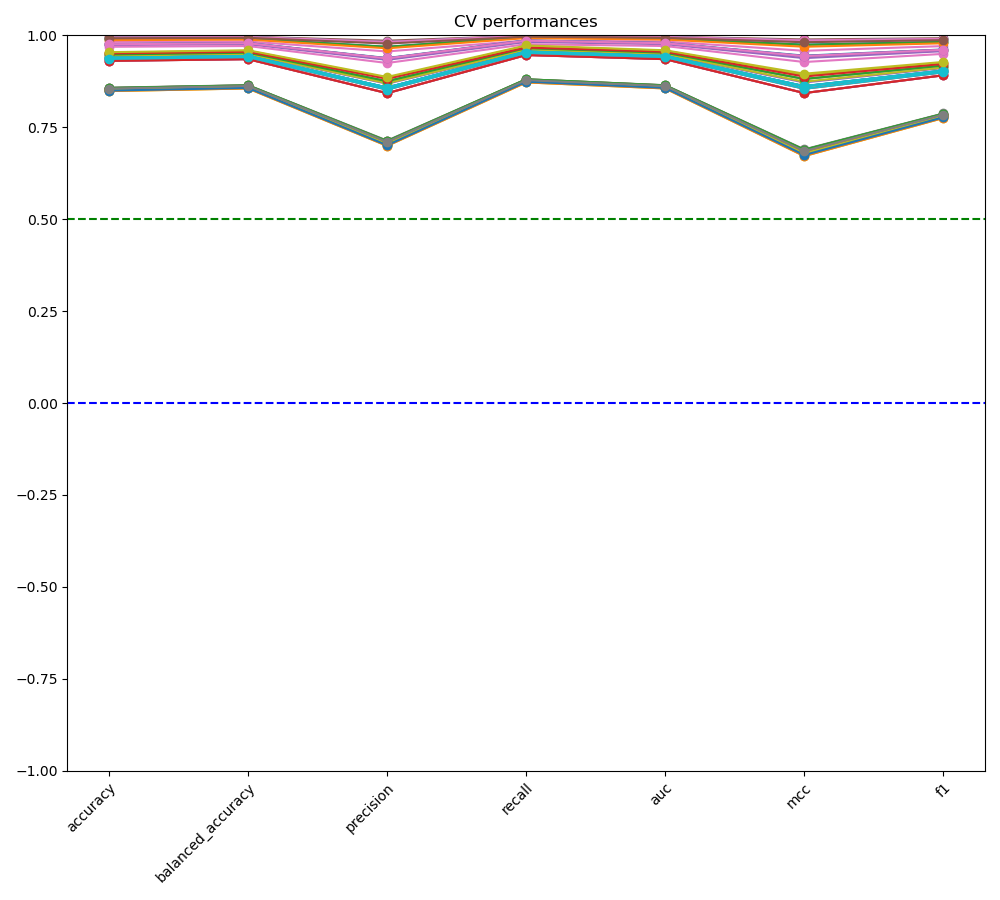 CV performances
1.00
0.75
0.50
0.25
0.00
−0.25
−0.50
−0.75
−1.00
accuracy
balanced_accuracy
precision
recall
auc
mcc
f1